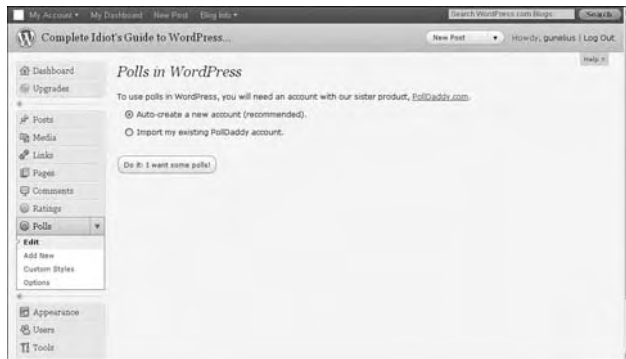 My Account ▾ My Dashboard New Post Blog Info ▾ Search WordPress.com Blogs Search
Complete Idiot's Guide to WordPress... New Post Howdy, gunelius | Log Out
Help
Dashboard
Upgrades
Posts
Media
Links
Pages
Comments
Ratings
Polls
Edit
Add New
Custom Styles
Options
Appearance
Users
Tools
Polls in WordPress
To use polls in WordPress, you will need an account with our sister product, PollDaddy.com.
Auto-create a new account (recommended).
Import my existing PollDaddy account.
Do it: I want some polls!